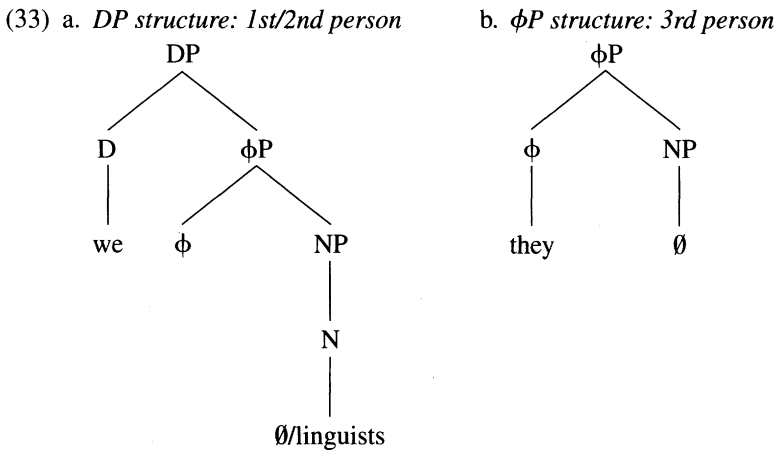 (33) a. DP structure: 1st/2nd person b. ϕP structure: 3rd person
DP ϕP
D ϕP ϕ NP
we ϕ NP they Ø
N
Ø/linguists